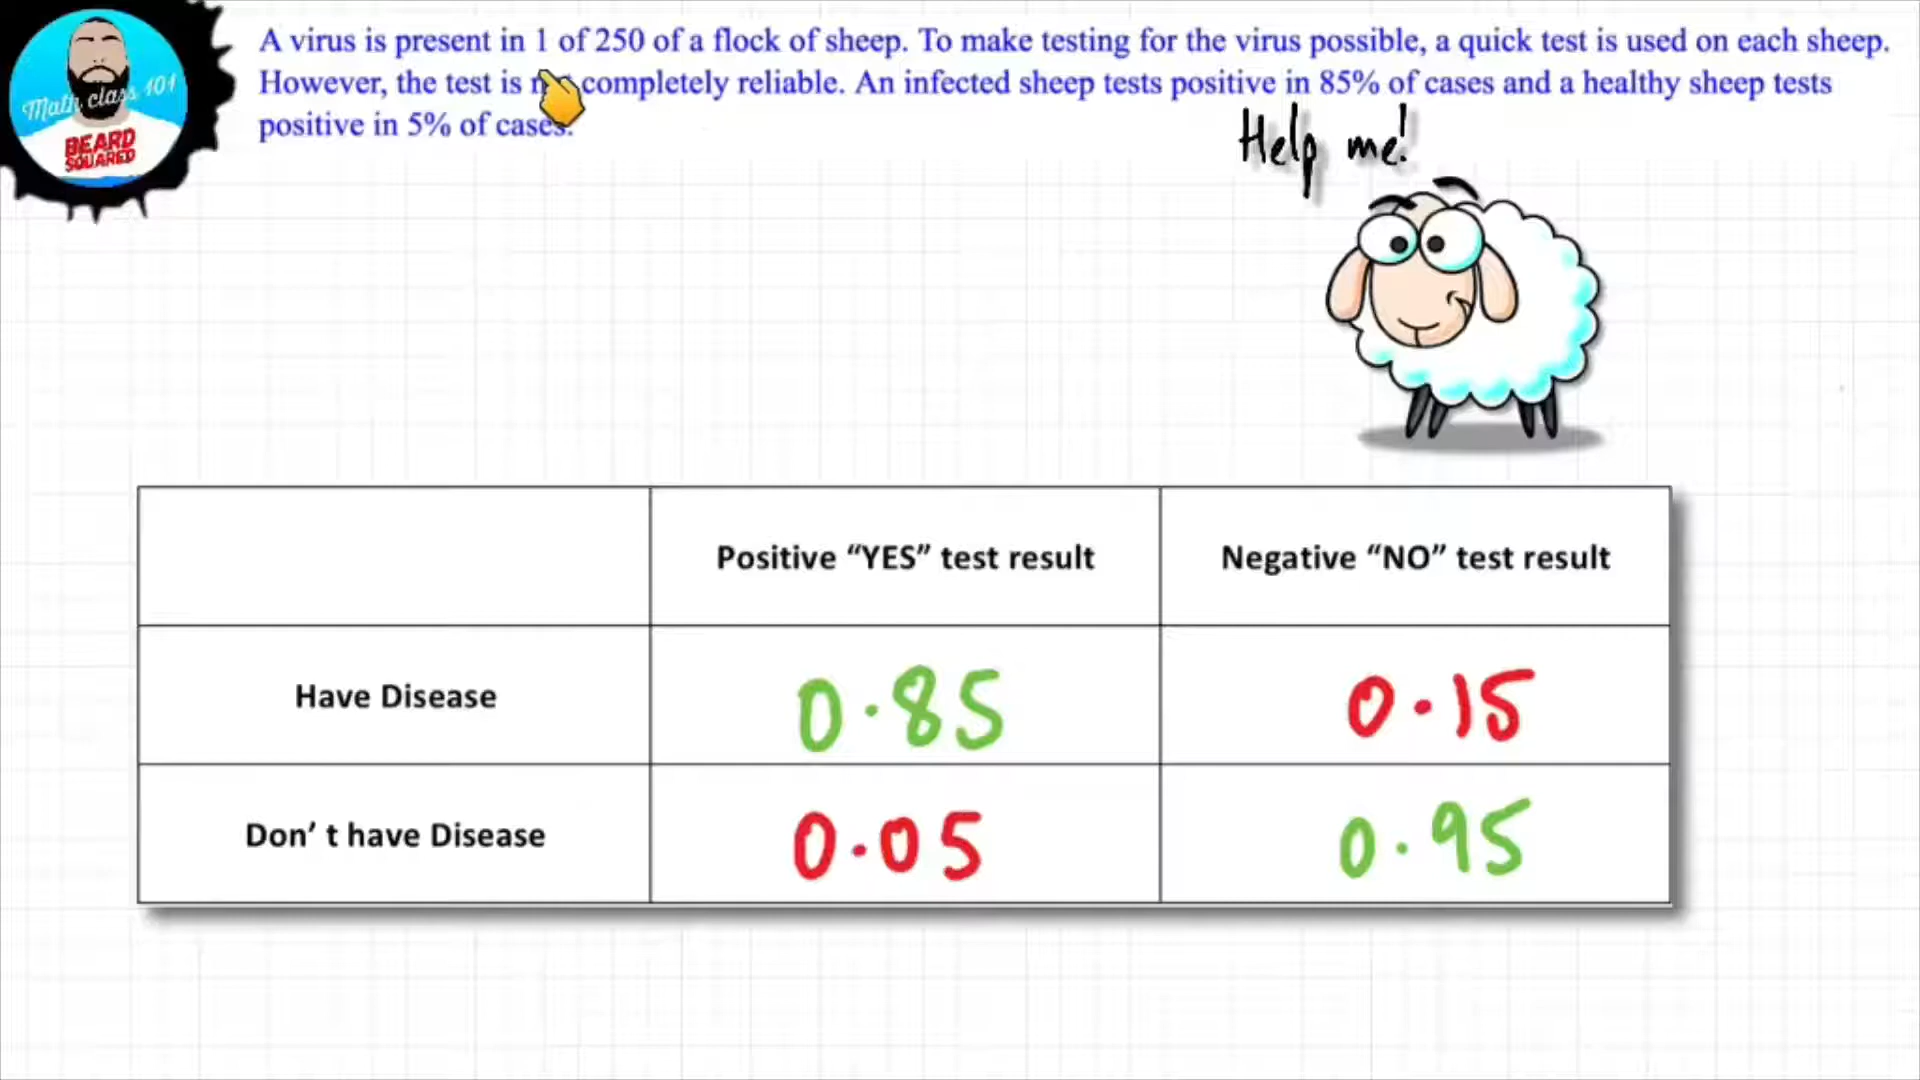 Math class 101
BEARD
SQUARED
A virus is present in 1 of 250 of a flock of sheep. To make testing for the virus possible, a quick test is used on each sheep.
However, the test is completely reliable. An infected sheep tests positive in 85% of cases and a healthy sheep tests
positive in 5% of cases.
Help me!
Positive “YES” test result
Negative “NO” test result
Have Disease
0.85
0.15
Don’ t have Disease
0.05
0.95